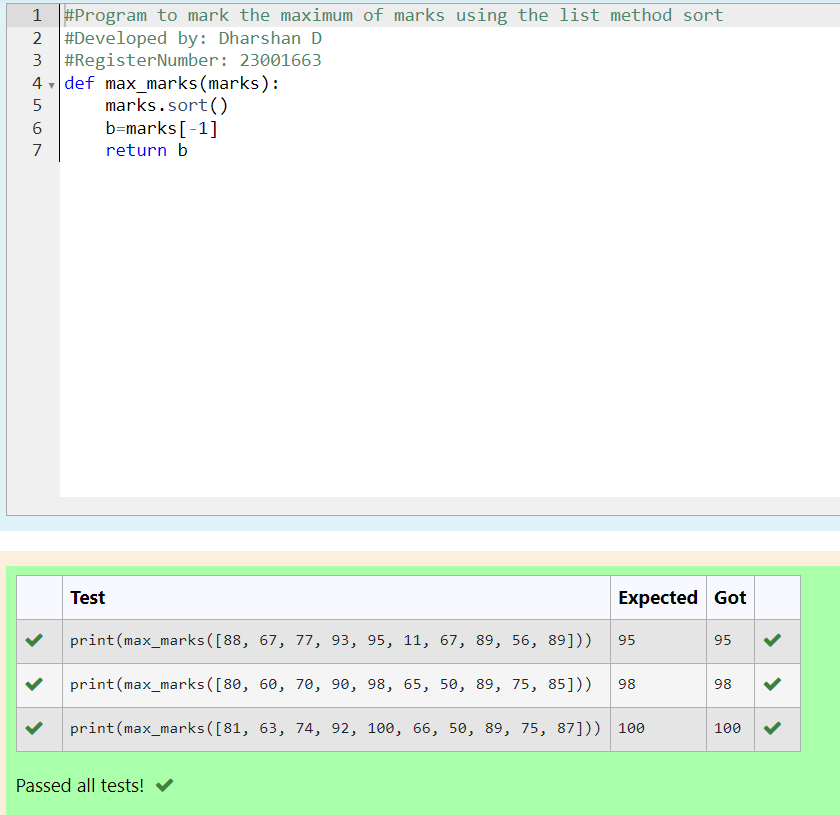 1 #Program to mark the maximum of marks using the list method sort
2 #Developed by: Dharshan D
3 #RegisterNumber: 23001663
4 def max_marks(marks):
5     marks.sort()
6     b=marks[-1]
7     return b
Test Expected Got
print(max_marks([88, 67, 77, 93, 95, 11, 67, 89, 56, 89])) 95 95
print(max_marks([80, 60, 70, 90, 98, 65, 50, 89, 75, 85])) 98 98
print(max_marks([81, 63, 74, 92, 100, 66, 50, 89, 75, 87])) 100 100
Passed all tests!